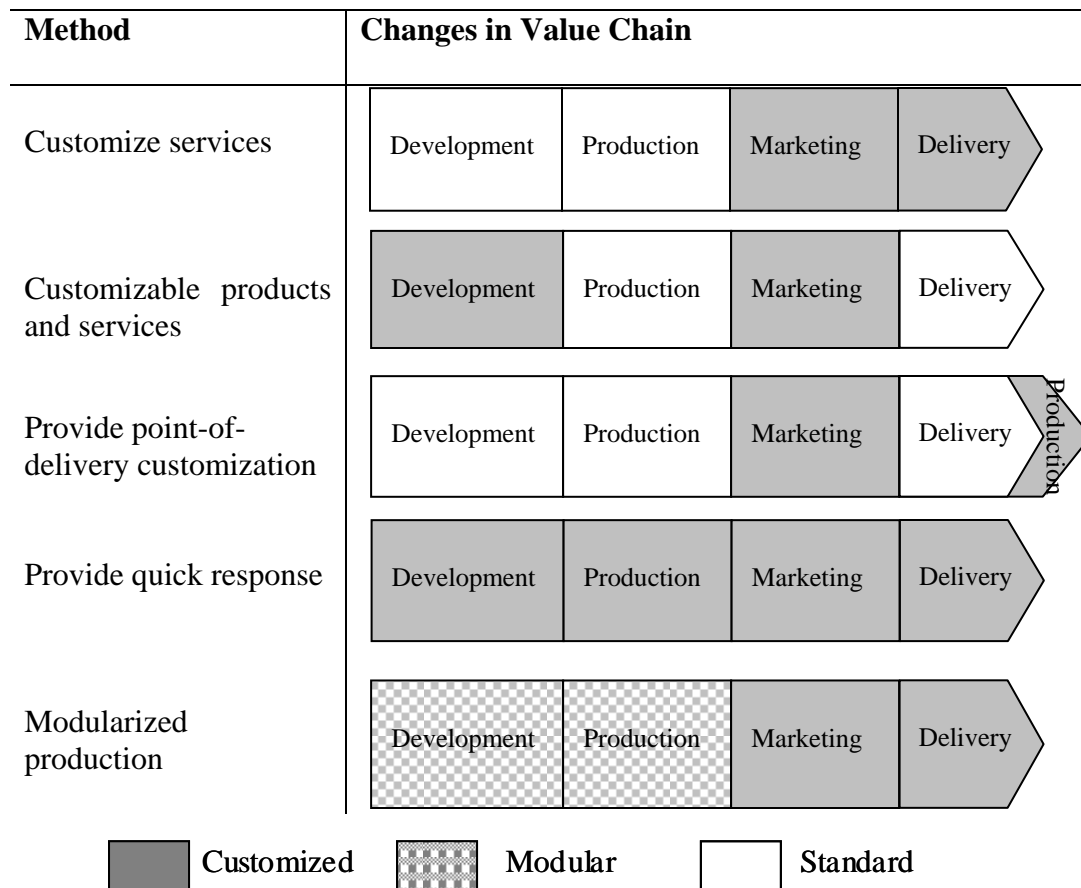 Method Changes in Value Chain
Customize services
Development Production Marketing Delivery
Customizable products
and services
Development Production Marketing Delivery
Provide point-of-
delivery customization
Development Production Marketing Delivery Production
Provide quick response
Development Production Marketing Delivery
Modularized
production
Development Production Marketing Delivery
Customized Modular Standard